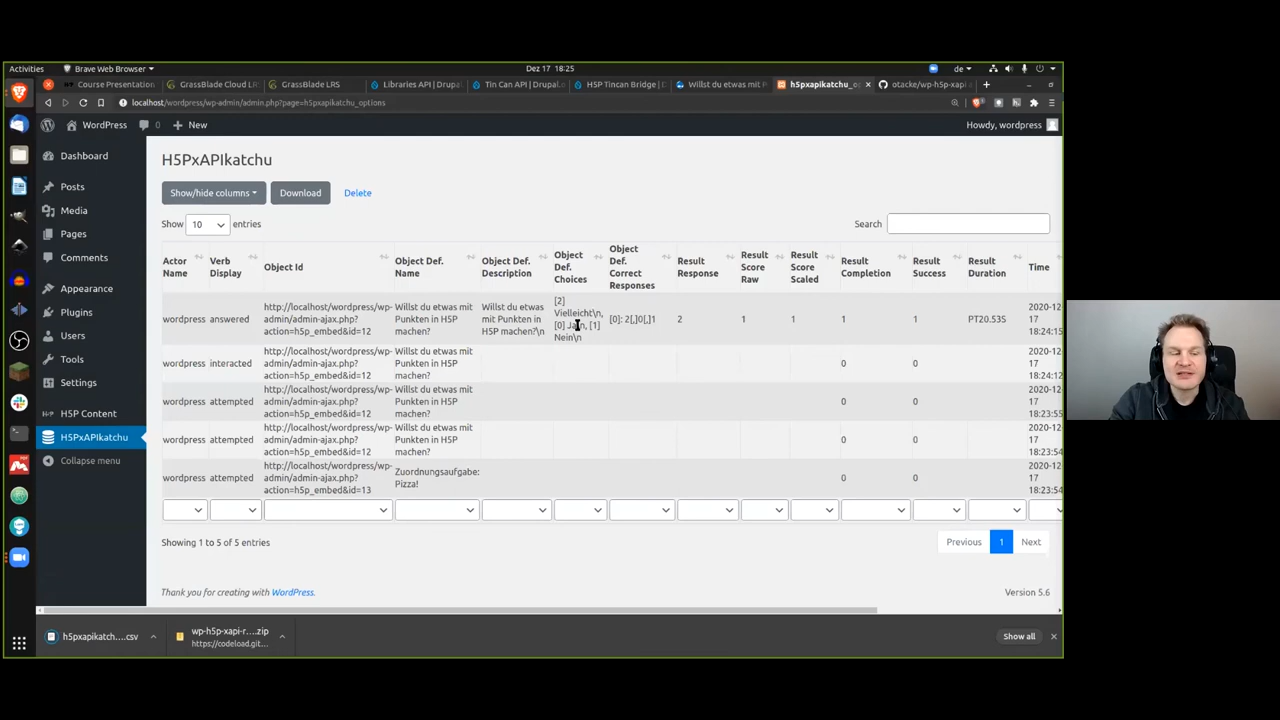 Activities
Brave Web Browser
Dez 17 18:25
de
Course Presentation
GrassBlade Cloud LR
GrassBlade LRS
Libraries API | Drupal
Tin Can API | Drupal.
H5P Tincan Bridge | D
Willst du etwas mit P
h5pxapikatchu_o
otacke/wp-h5p-xapi
localhost/wordpress/wp-admin/admin.php?page=h5pxapikatchu_options
WordPress
0
New
Howdy, wordpress
Dashboard
Posts
Media
Pages
Comments
Appearance
Plugins
Users
Tools
Settings
H5P Content
H5PxAPIkatchu
Collapse menu
H5PxAPIkatchu
Show/hide columns
Download
Delete
Show 10 entries
Search
Actor Name
Verb Display
Object Id
Object Def. Name
Object Def. Description
Object Def. Choices
Object Def. Correct Responses
Result Response
Result Score Raw
Result Score Scaled
Result Completion
Result Success
Result Duration
Time
wordpress answered http://localhost/wordpress/wp-admin/admin-ajax.php?action=h5p_embed&id=12 Willst du etwas mit Punkten in H5P machen? Willst du etwas mit Punkten in H5P machen?\n [2] Vielleicht\n, [0] Ja\n, [1] Nein\n [0]: 2[,]0[,]1 2 1 1 1 1 PT20.53S 2020-12-17 18:24:15
wordpress interacted http://localhost/wordpress/wp-admin/admin-ajax.php?action=h5p_embed&id=12 Willst du etwas mit Punkten in H5P machen? 0 0 2020-12-17 18:24:12
wordpress attempted http://localhost/wordpress/wp-admin/admin-ajax.php?action=h5p_embed&id=12 Willst du etwas mit Punkten in H5P machen? 0 0 2020-12-17 18:23:55
wordpress attempted http://localhost/wordpress/wp-admin/admin-ajax.php?action=h5p_embed&id=12 Willst du etwas mit Punkten in H5P machen? 0 0 2020-12-17 18:23:54
wordpress attempted http://localhost/wordpress/wp-admin/admin-ajax.php?action=h5p_embed&id=13 Zuordnungsaufgabe: Pizza! 0 0 2020-12-17 18:23:54
Showing 1 to 5 of 5 entries
Previous
1
Next
Thank you for creating with WordPress.
Version 5.6
h5pxapikatch....csv
wp-h5p-xapi-r....zip
https://codeload.git...
Show all